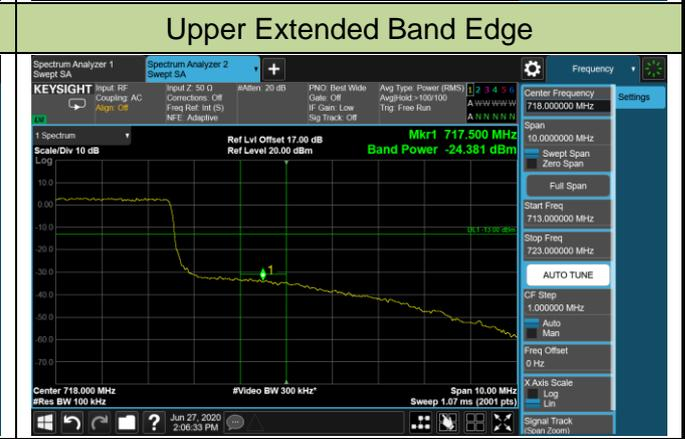 Upper Extended Band Edge
Spectrum Analyzer 1
Swept SA
Spectrum Analyzer 2
Swept SA
+
Frequency
KEYSIGHT
Input: RF
Coupling: AC
Align: Off
Input Z: 50 Ω
Corrections: Off
Freq Ref: Int (S)
NFE: Adaptive
#Atten: 20 dB
PNO: Best Wide
Gate: Off
IF Gain: Low
Sig Track: Off
Avg Type: Power (RMS)
Avg|Hold:>100/100
Trig: Free Run
1 2 3 4 5 6
A W W W W W
A N N N N N
LXI
Center Frequency
718.000000 MHz
Settings
Span
10.0000000 MHz
Swept Span
Zero Span
Full Span
Start Freq
713.000000 MHz
Stop Freq
723.000000 MHz
AUTO TUNE
CF Step
1.000000 MHz
Auto
Man
Freq Offset
0 Hz
X Axis Scale
Log
Lin
Signal Track
(Span Zoom)
1 Spectrum
Scale/Div 10 dB
Log
Ref Lvl Offset 17.00 dB
Ref Level 20.00 dBm
Mkr1 717.500 MHz
Band Power -24.381 dBm
10.0
0.00
-10.0
DL1 -13.00 dBm
-20.0
-30.0
1
-40.0
-50.0
-60.0
-70.0
Center 718.000 MHz
#Res BW 100 kHz
#Video BW 300 kHz*
Span 10.00 MHz
Sweep 1.07 ms (2001 pts)
?
Jun 27, 2020
2:06:33 PM